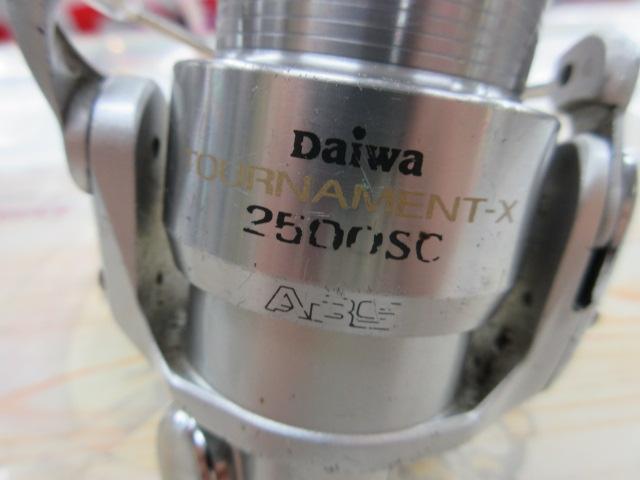 Daiwa
TOURNAMENT-X
2500SC
ABS